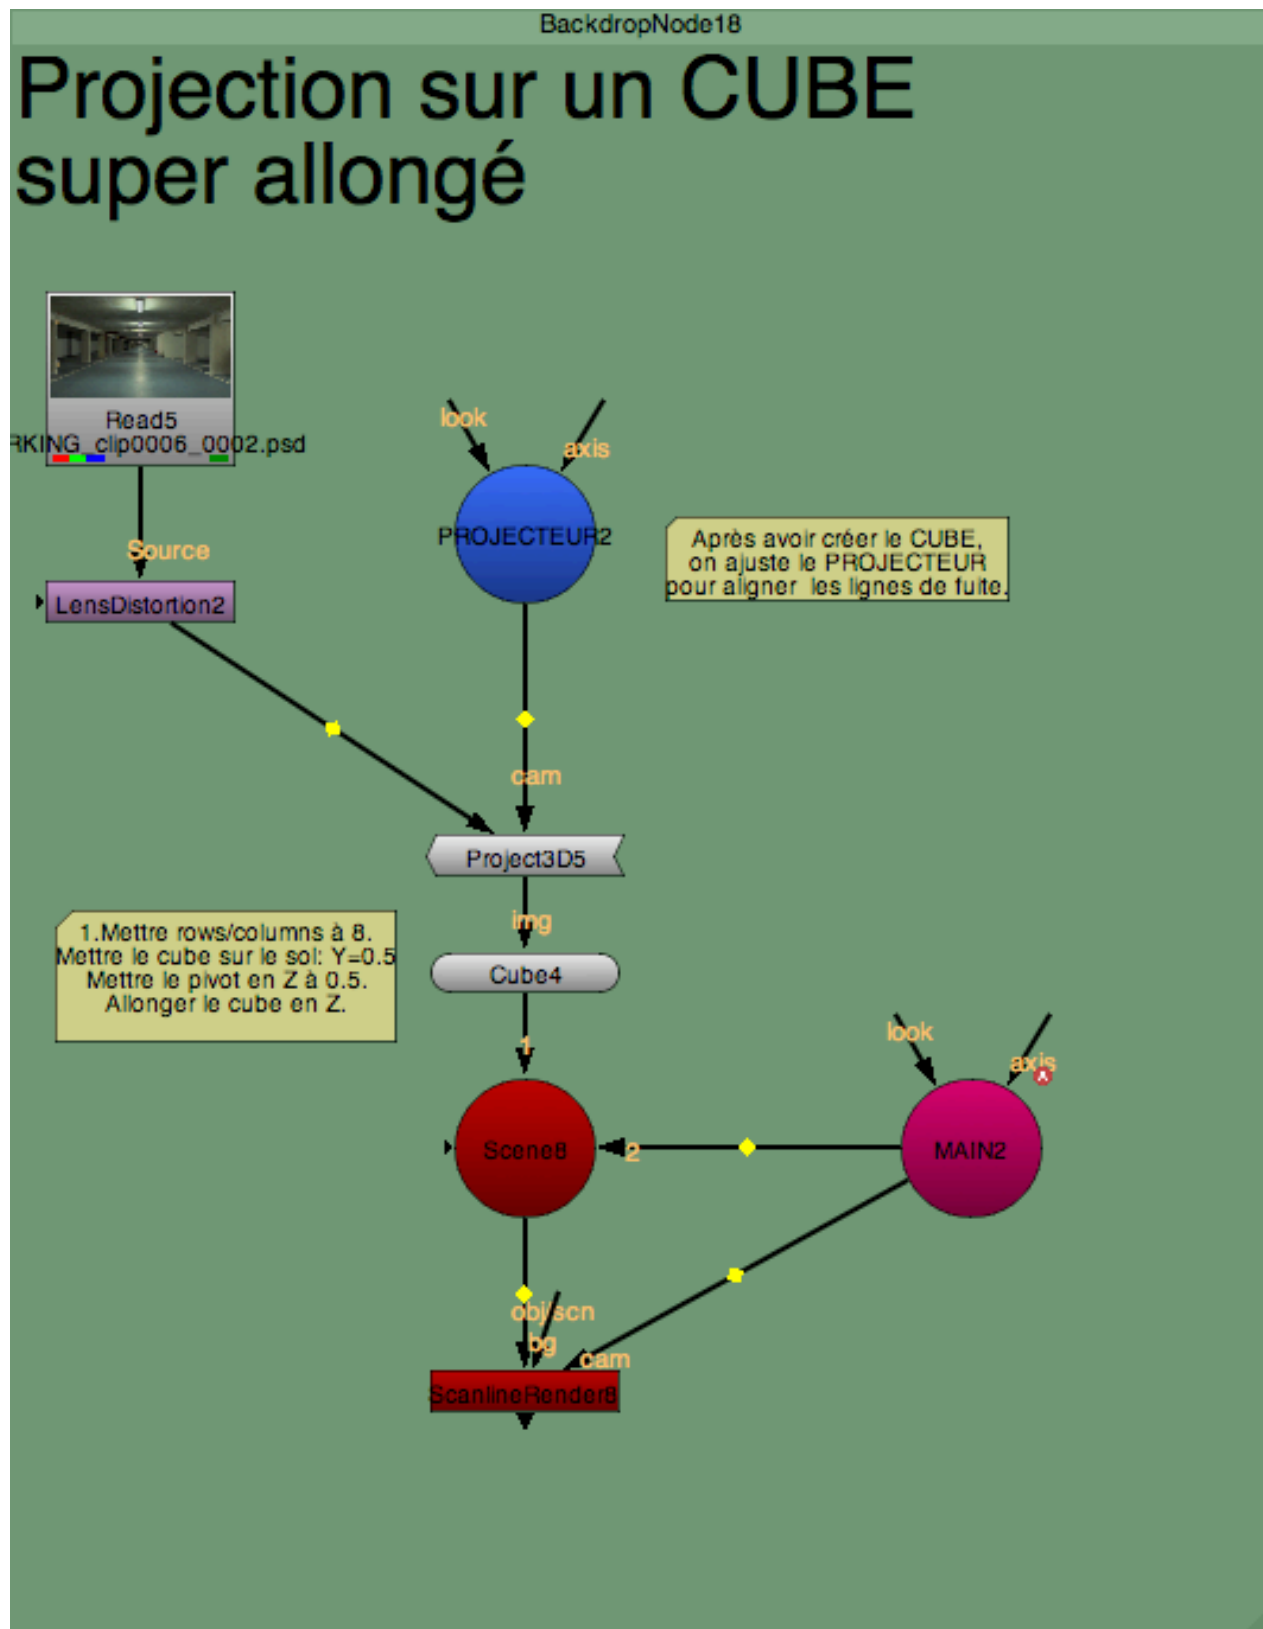 BackdropNode18
Projection sur un CUBE
super allongé
Read5
RKING_clip0006_0002.psd
look
axis
PROJECTEUR2
Après avoir créer le CUBE,
on ajuste le PROJECTEUR
pour aligner les lignes de fuite.
Source
LensDistortion2
cam
Project3D5
img
1.Mettre rows/columns à 8.
Mettre le cube sur le sol: Y=0.5
Mettre le pivot en Z à 0.5.
Allonger le cube en Z.
Cube4
1
look
axis
A
Scene8
2
MAIN2
obj/scn
bg
cam
ScanlineRender8